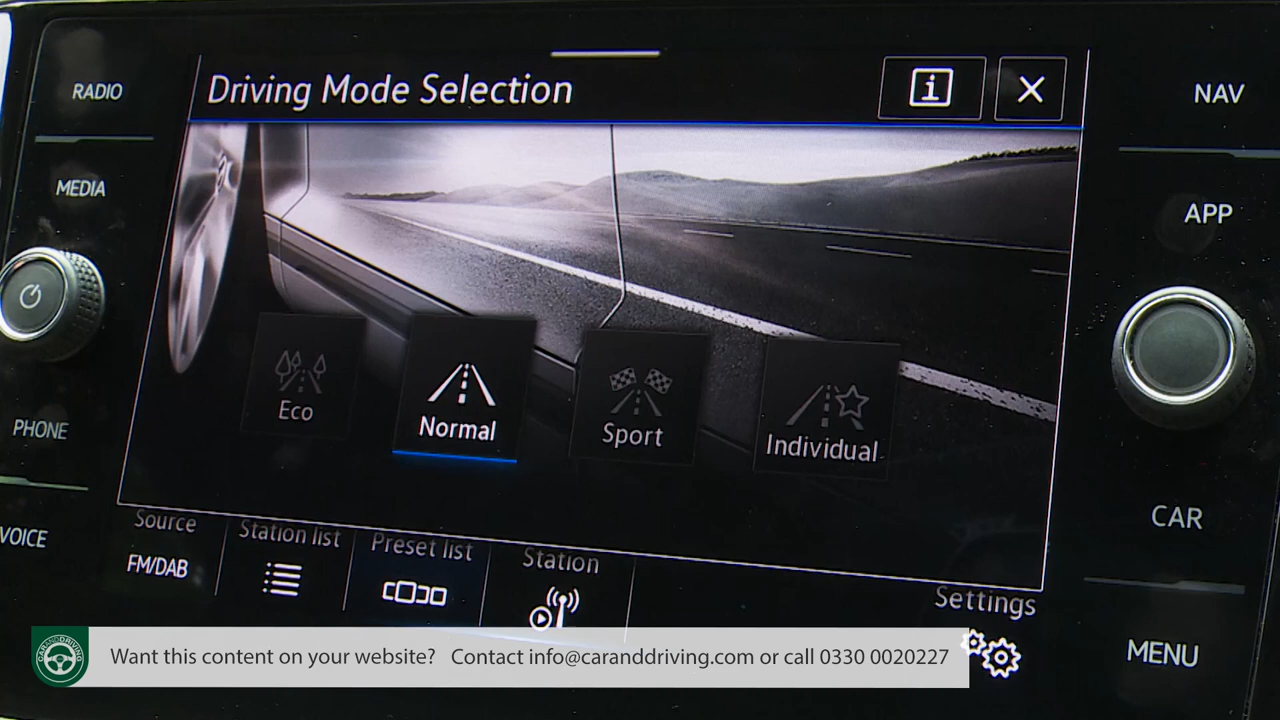 RADIO
Driving Mode Selection
i
NAV
MEDIA
APP
Eco
Normal
Sport
Individual
PHONE
CAR
VOICE
Source
FM/DAB
Station list
Preset list
Station
Settings
MENU
CARANDDRIVING
Want this content on your website? Contact info@caranddriving.com or call 0330 0020227